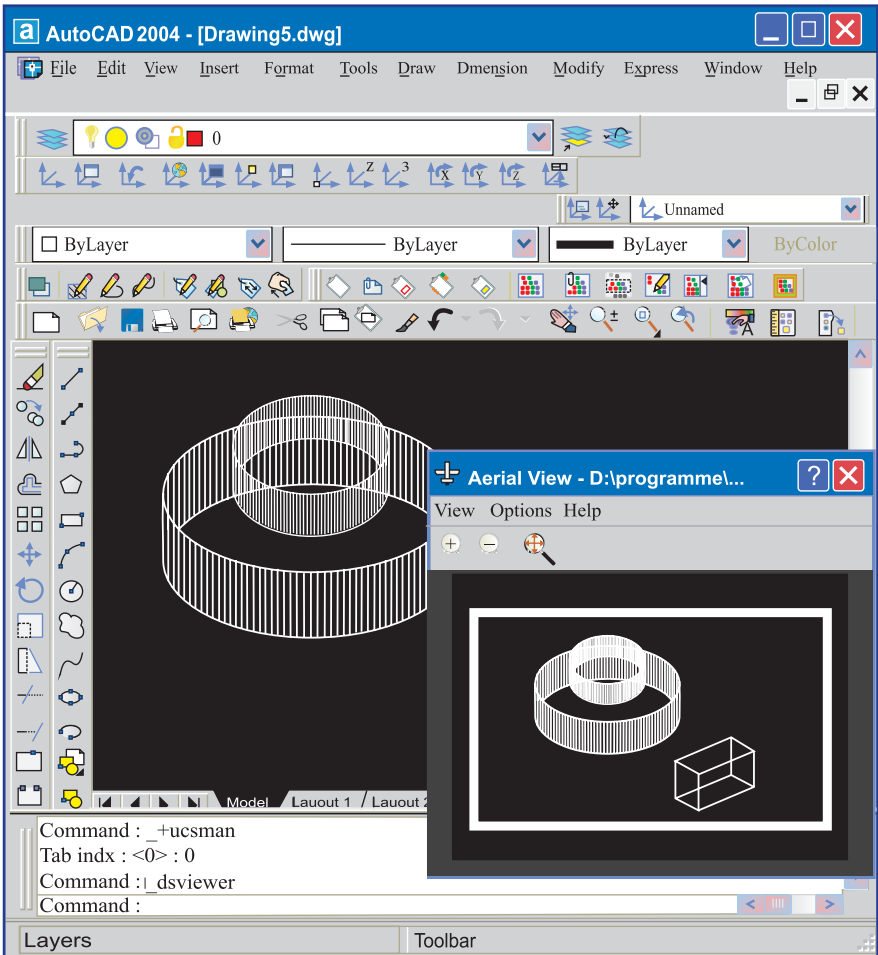 a AutoCAD 2004 - [Drawing5.dwg]
File Edit View Insert Format Tools Draw Dmension Modify Express Window Help
0
Z 3 X Y Z
Unnamed
ByLayer ByLayer ByLayer ByColor
A
Aerial View - D:\programme\... ?
View Options Help
Model Lauout 1 Lauout 2
Command : _+ucsman
Tab indx : <0> : 0
Command : _dsviewer
Command :
Layers Toolbar